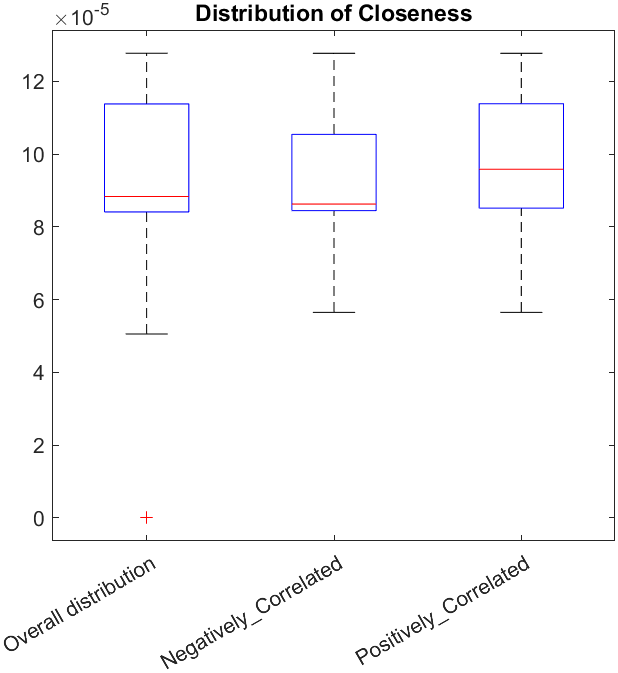 Distribution of Closeness
×10-5
12
10
8
6
4
2
0
Overall distribution
Negatively_Correlated
Positively_Correlated